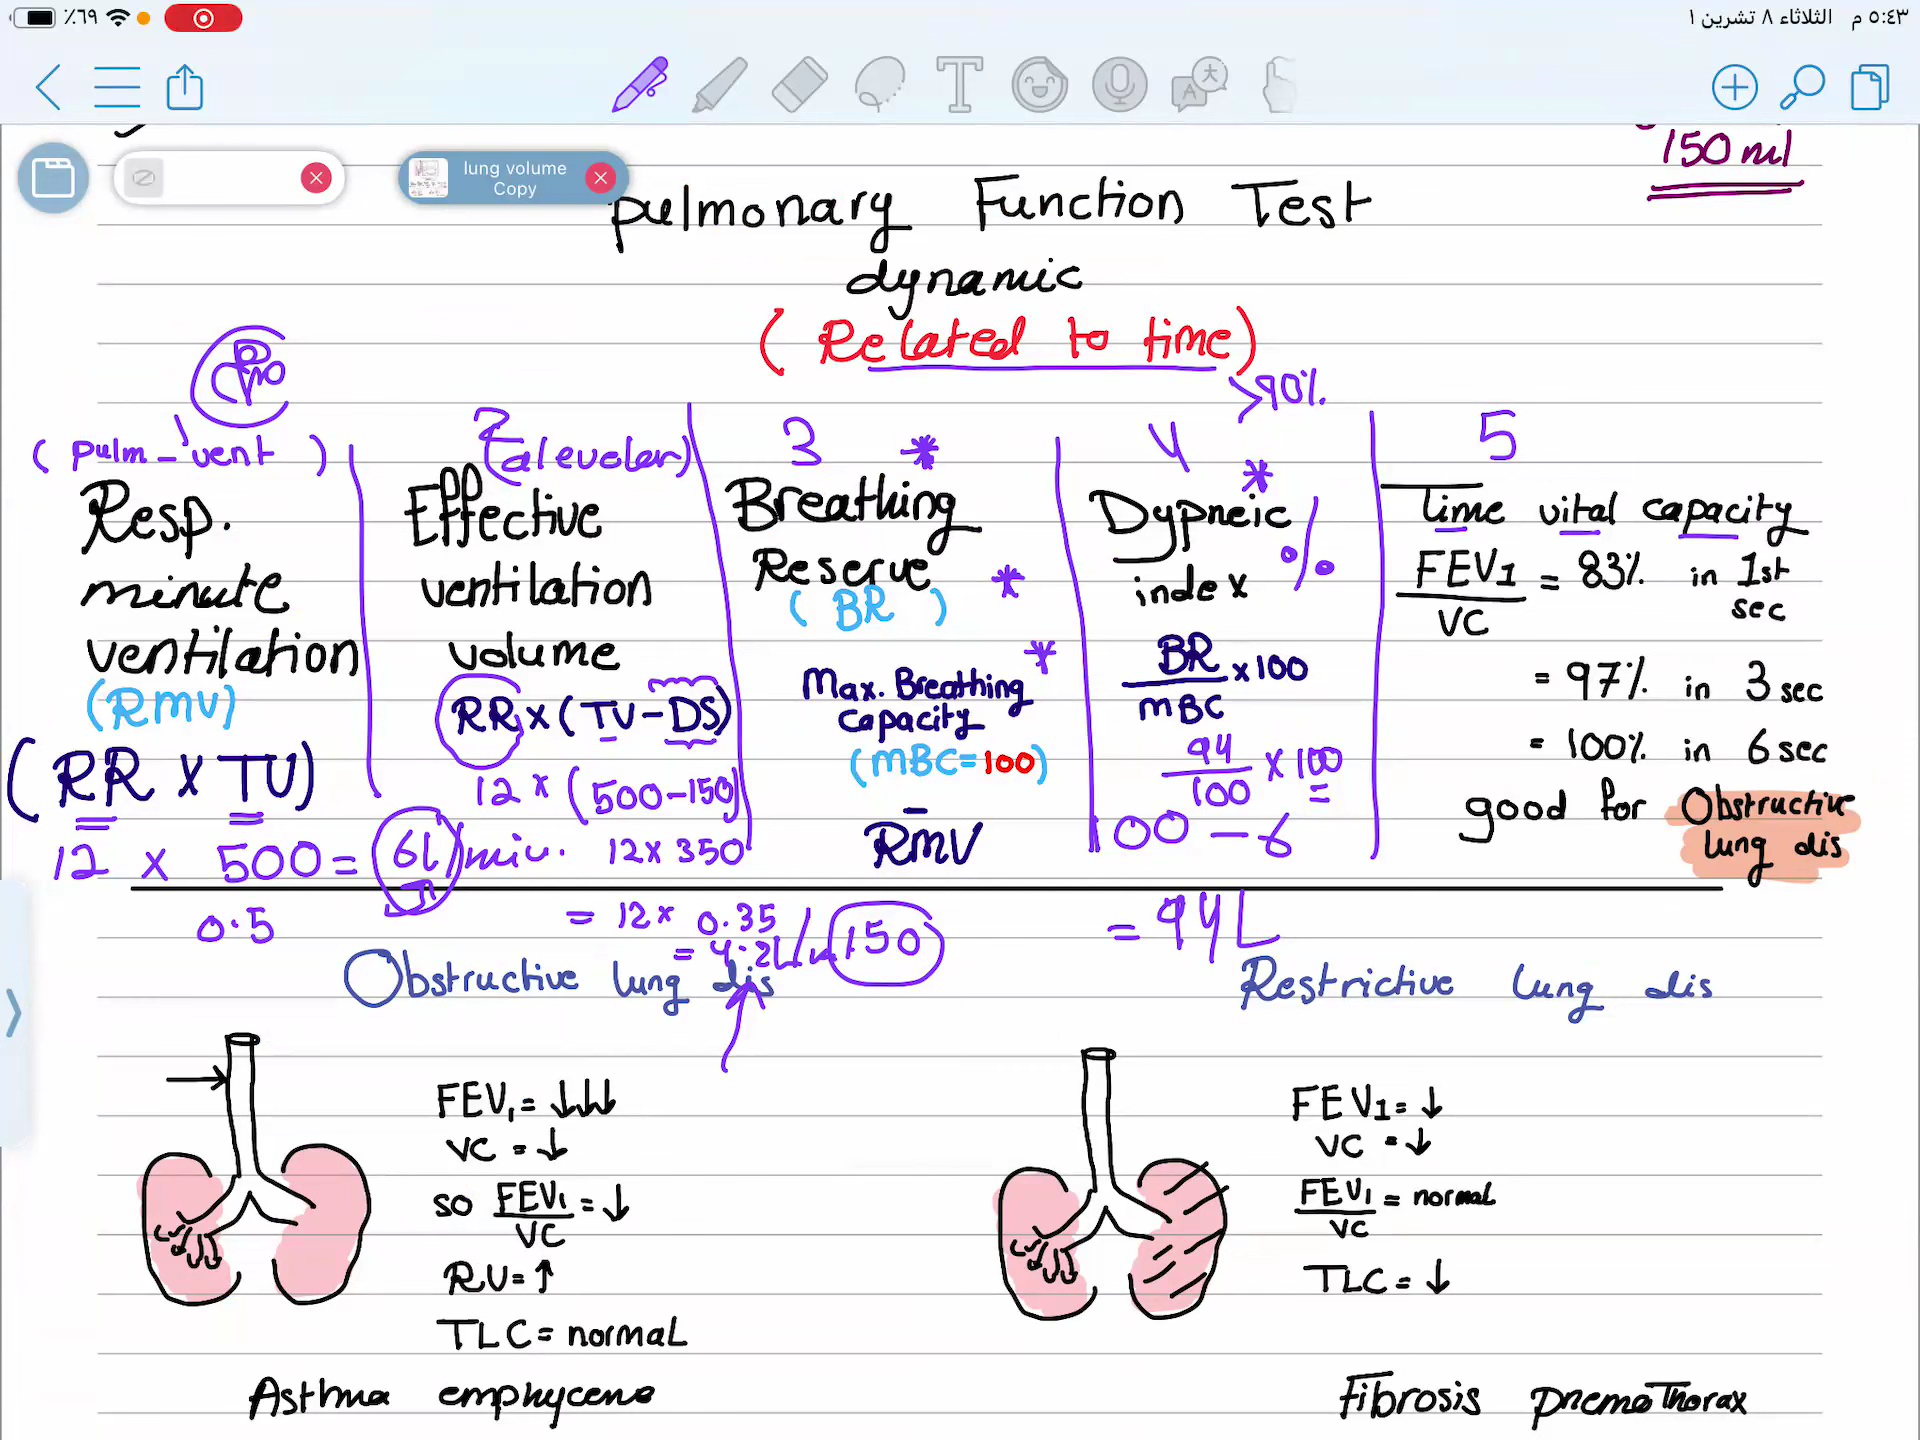 ٪٦٩
٥:٤٣ م الثلاثاء ٨ تشرين ١
150 ml
lung volume
Copy
pulmonary Function Test
dynamic
(Related to time)
>90%
(pulm-vent)
Resp.
minute
ventilation
(RMV)
(RR x TV)
12 x 500 = 6L/min.
0.5
2
(aleveler)
Effective
ventilation
volume
RR x (TV-DS)
12 x (500-150)
12 x 350
= 12 x 0.35
= 4.2L/
150
3
Breathing
Reserve
(BR)
Max. Breathing
capacity
(MBC=100)
-
RMV
4
Dypneic
index %
BR/MBC x 100
94/100 x 100
100 - 6
= 94L
5
Time vital capacity
FEV1/VC = 83% in 1st sec
= 97% in 3 sec
= 100% in 6 sec
good for Obstructive
lung dis
Obstructive lung dis
FEV1 = ↓↓↓
VC = ↓
so FEV1/VC = ↓
RV = ↑
TLC = normal
Asthma emphycema
Restrictive lung dis
FEV1 = ↓
VC = ↓
FEV1/VC = normal
TLC = ↓
Fibrosis pnemothorax